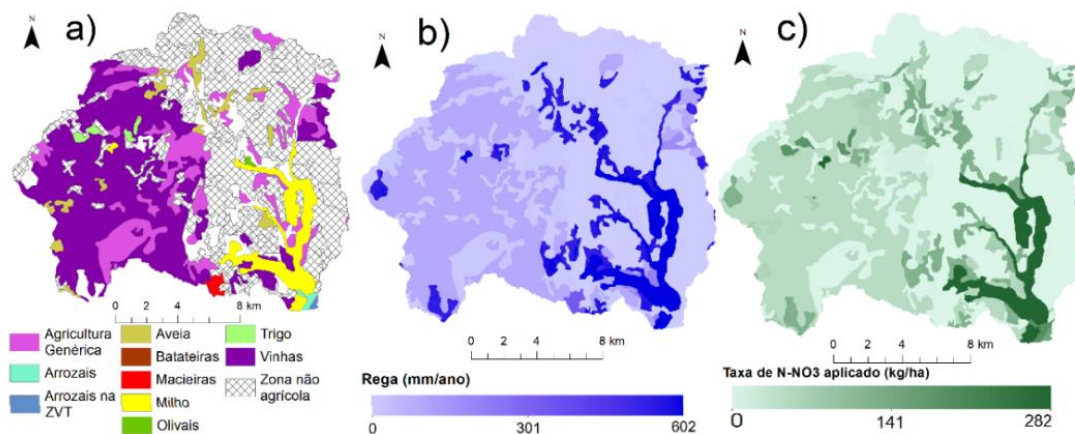 N
a)
0 2 4 8 km
Agricultura Genérica
Arrozais
Arrozais na ZVT
Aveia
Batateiras
Macieiras
Milho
Olivais
Trigo
Vinhas
Zona não agrícola
N
b)
0 2 4 8 km
Rega (mm/ano)
0 301 602
N
c)
0 2 4 8 km
Taxa de N-NO3 aplicado (kg/ha)
0 141 282